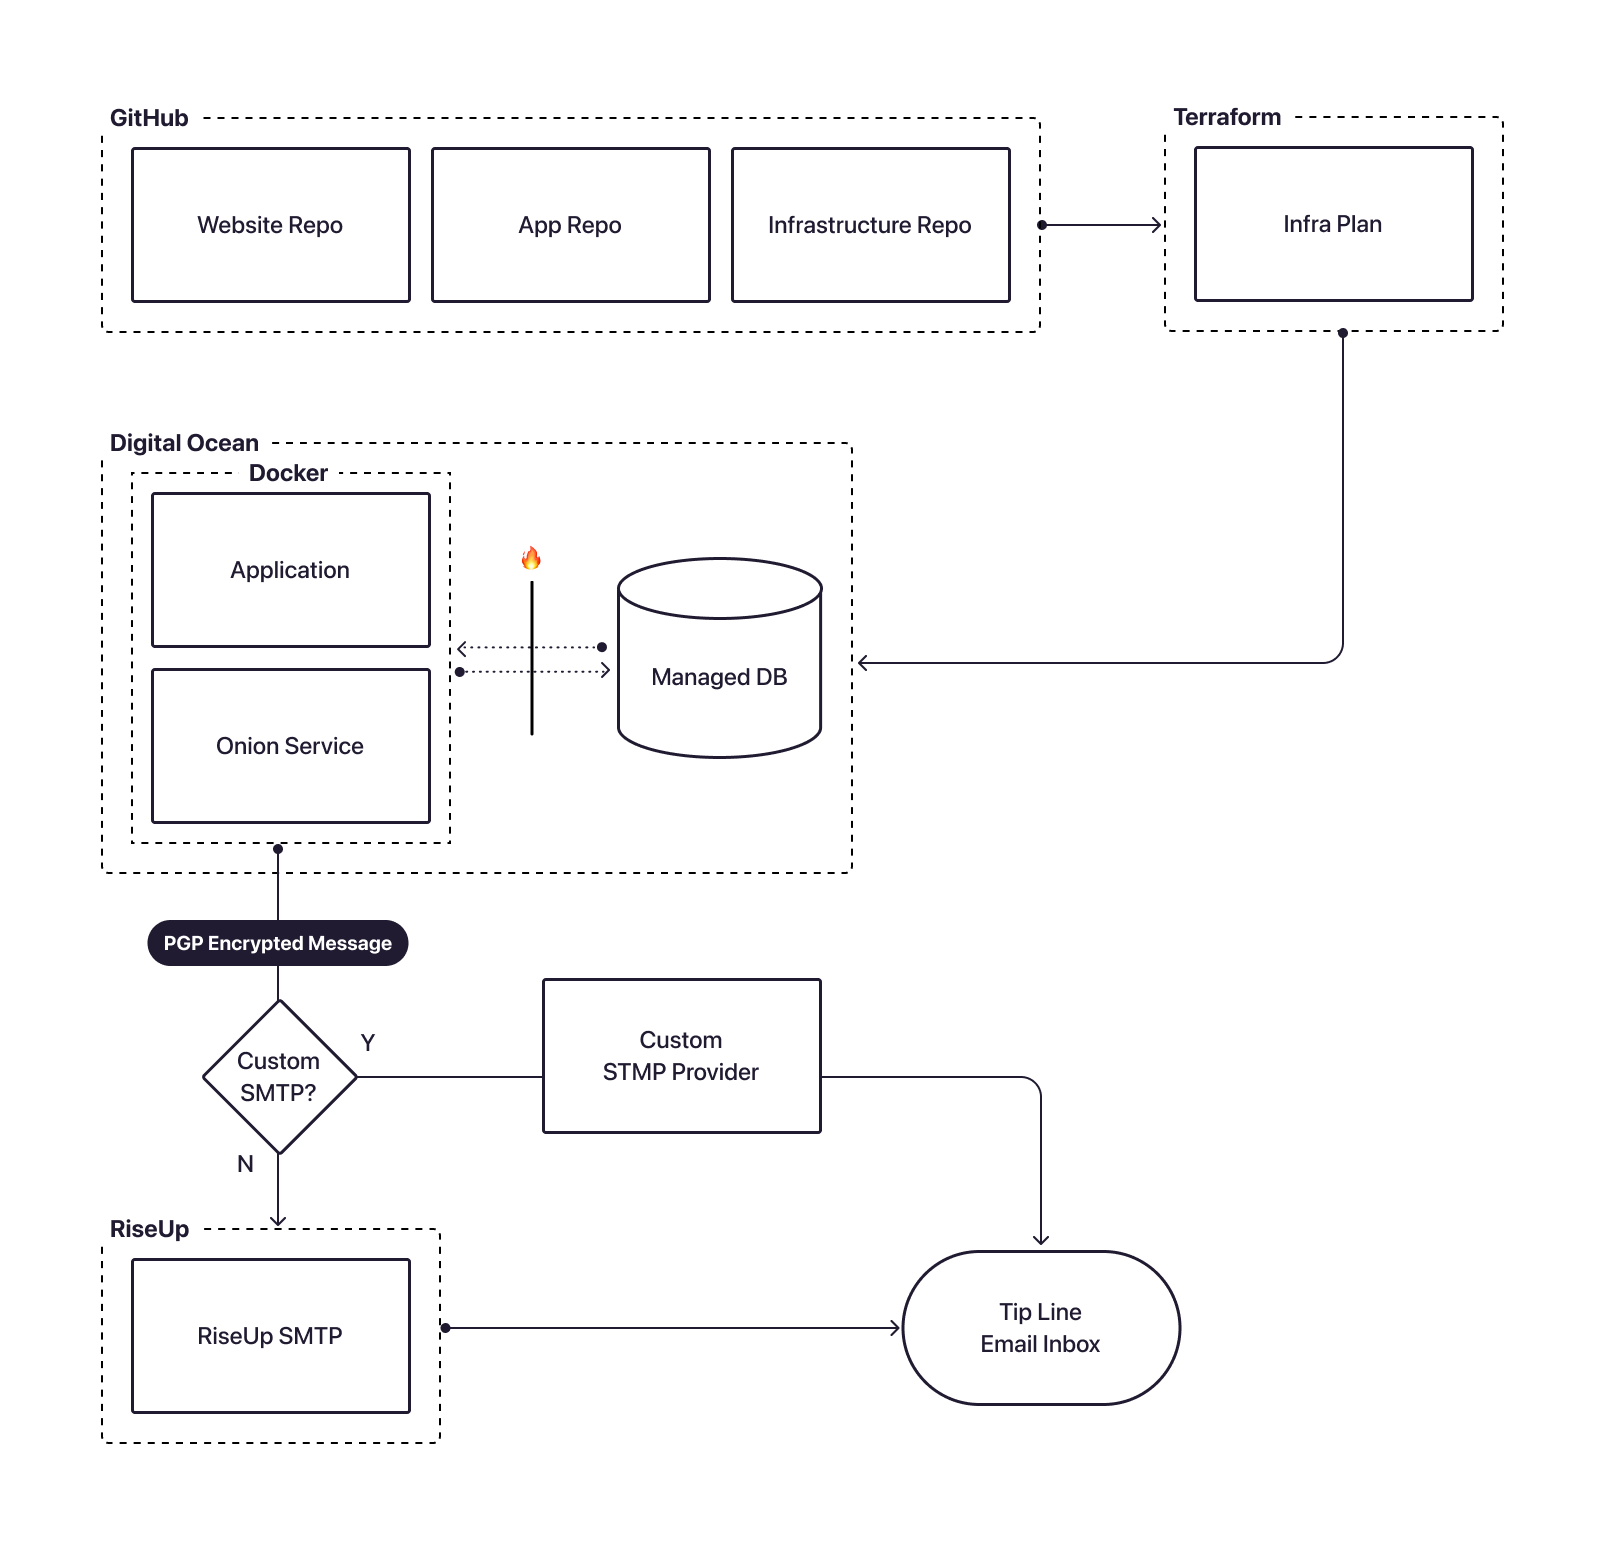 GitHub
Website Repo
App Repo
Infrastructure Repo
Terraform
Infra Plan
Digital Ocean
Docker
Application
Onion Service
Managed DB
PGP Encrypted Message
Custom
SMTP?
Y
N
Custom
STMP Provider
RiseUp
RiseUp SMTP
Tip Line
Email Inbox